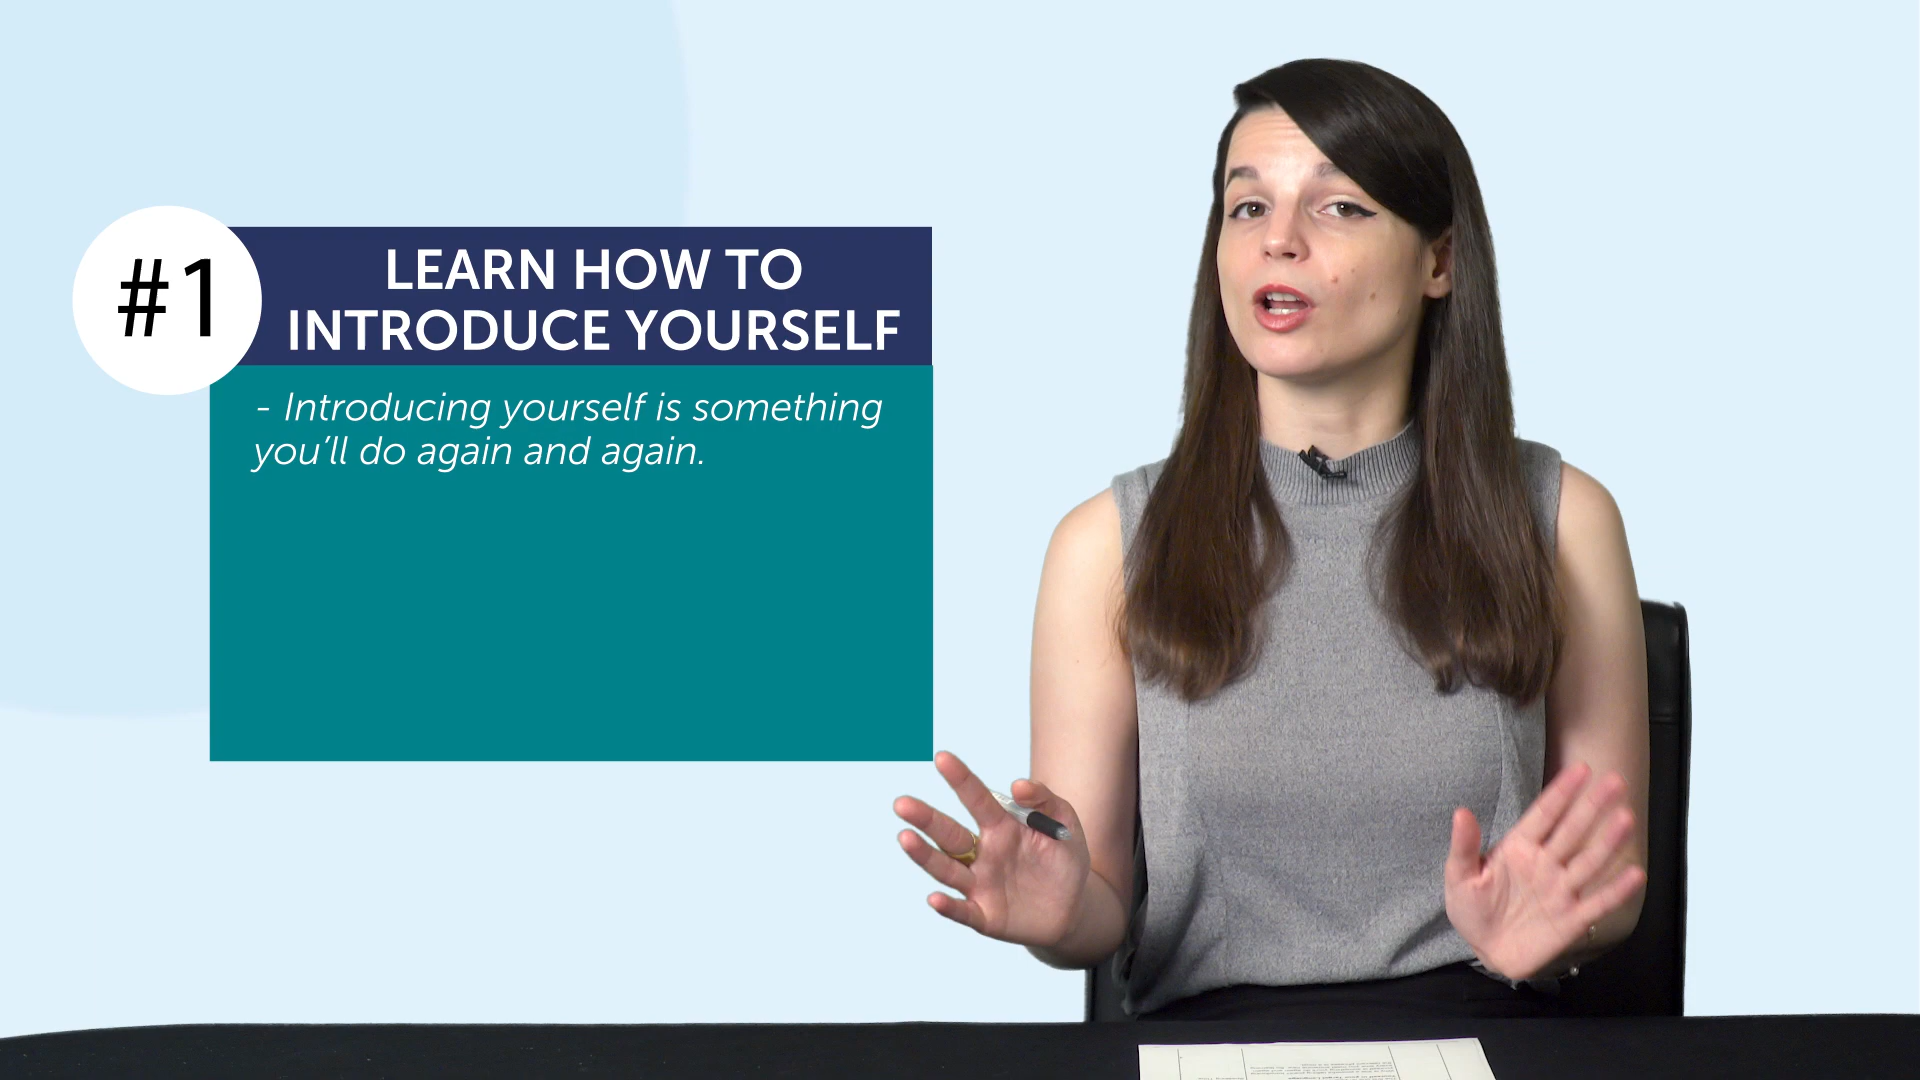 #1
LEARN HOW TO
INTRODUCE YOURSELF
- Introducing yourself is something
you'll do again and again.